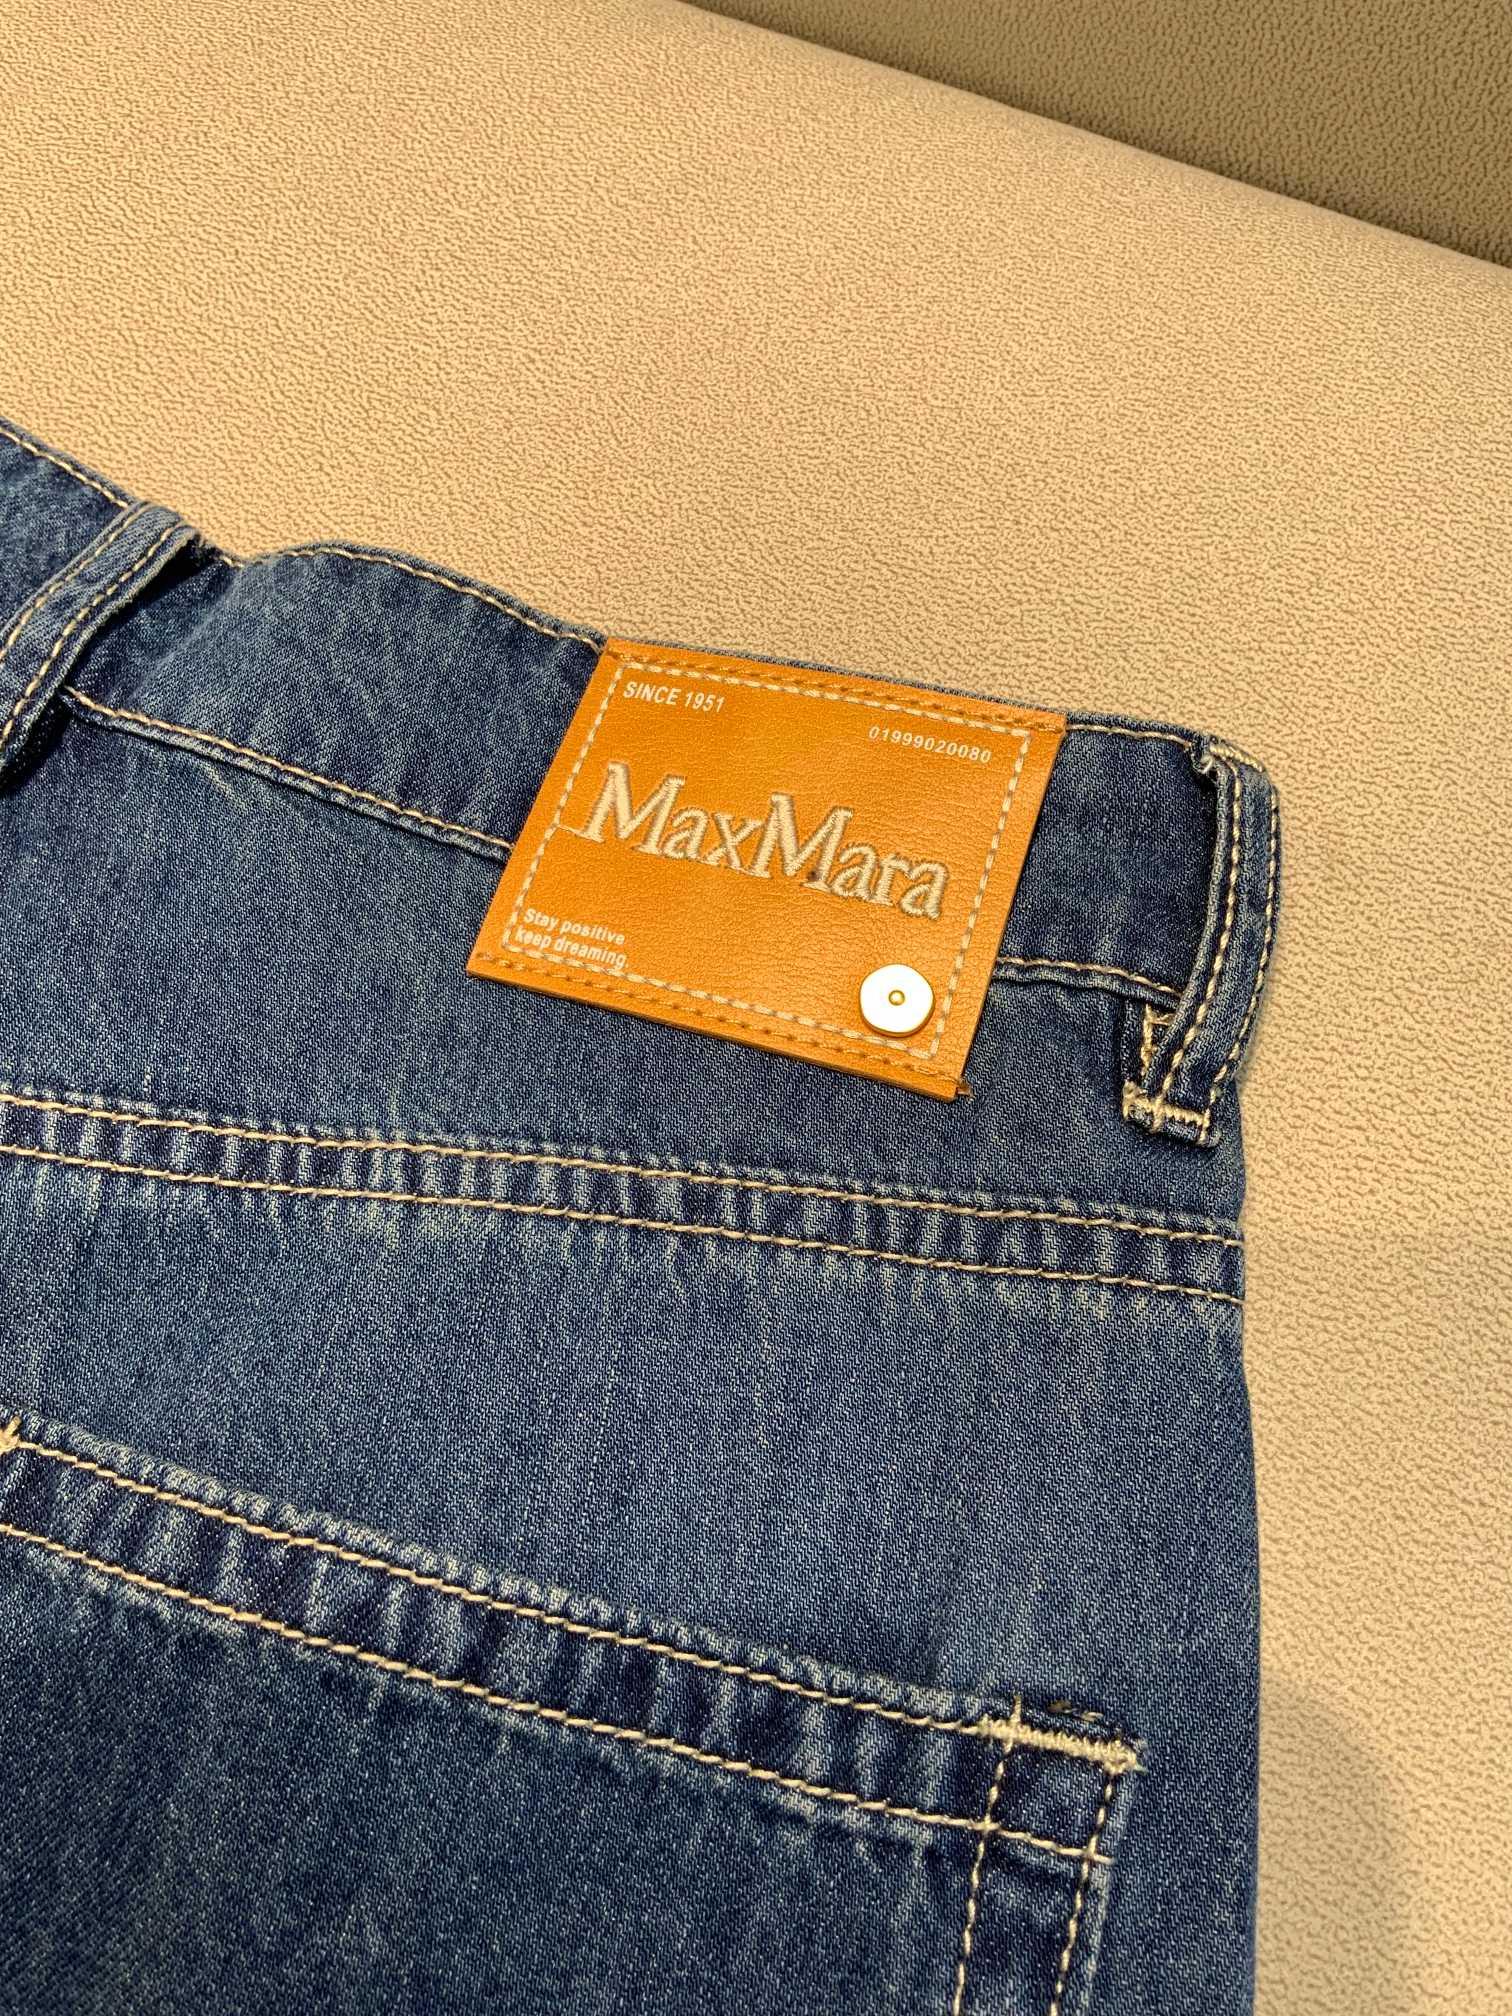 SINCE 1951
01999020080
MaxMara
Stay positive
keep dreaming.